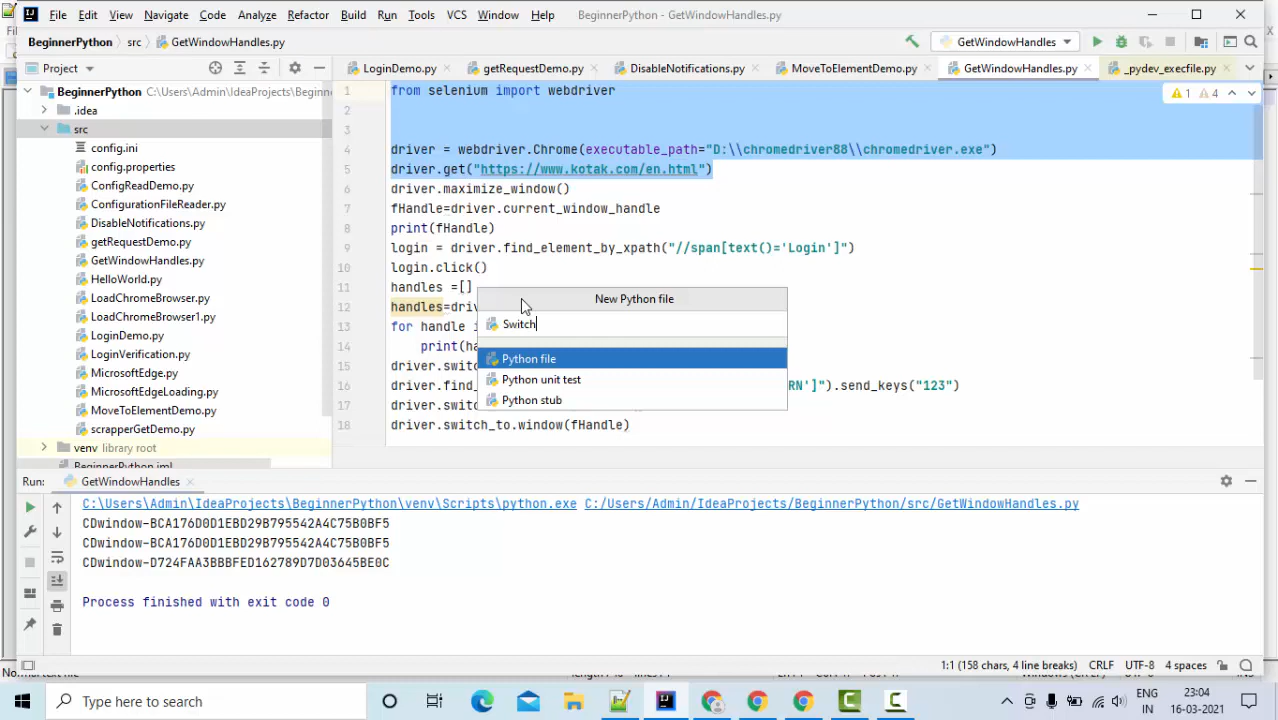 File Edit View Navigate Code Analyze Refactor Build Run Tools VCS Window Help BeginnerPython - GetWindowHandles.py
BeginnerPython src GetWindowHandles.py GetWindowHandles
Project LoginDemo.py getRequestDemo.py DisableNotifications.py MoveToElementDemo.py GetWindowHandles.py _pydev_execfile.py
BeginnerPython C:\Users\Admin\IdeaProjects\Beginn
.idea
src
config.ini
config.properties
ConfigReadDemo.py
ConfigurationFileReader.py
DisableNotifications.py
getRequestDemo.py
GetWindowHandles.py
HelloWorld.py
LoadChromeBrowser.py
LoadChromeBrowser1.py
LoginDemo.py
LoginVerification.py
MicrosoftEdge.py
MicrosoftEdgeLoading.py
MoveToElementDemo.py
scrapperGetDemo.py
venv library root
BeginnerPython.iml
1 from selenium import webdriver
1 4
2
3
4 driver = webdriver.Chrome(executable_path="D:\\chromedriver88\\chromedriver.exe")
5 driver.get("https://www.kotak.com/en.html")
6 driver.maximize_window()
7 fHandle=driver.current_window_handle
8 print(fHandle)
9 login = driver.find_element_by_xpath("//span[text()='Login']")
10 login.click()
11 handles =[]
12 handles=driv
13 for handle i
14 print(ha
15 driver.switc
16 driver.find_ RN']").send_keys("123")
17 driver.switc
18 driver.switch_to.window(fHandle)
New Python file
Switch
Python file
Python unit test
Python stub
Run: GetWindowHandles
C:\Users\Admin\IdeaProjects\BeginnerPython\venv\Scripts\python.exe C:/Users/Admin/IdeaProjects/BeginnerPython/src/GetWindowHandles.py
CDwindow-BCA176D0D1EBD29B795542A4C75B0BF5
CDwindow-BCA176D0D1EBD29B795542A4C75B0BF5
CDwindow-D724FAA3BBBFED162789D7D03645BE0C
Process finished with exit code 0
1:1 (158 chars, 4 line breaks) CRLF UTF-8 4 spaces
Type here to search
ENG
IN
23:04
16-03-2021